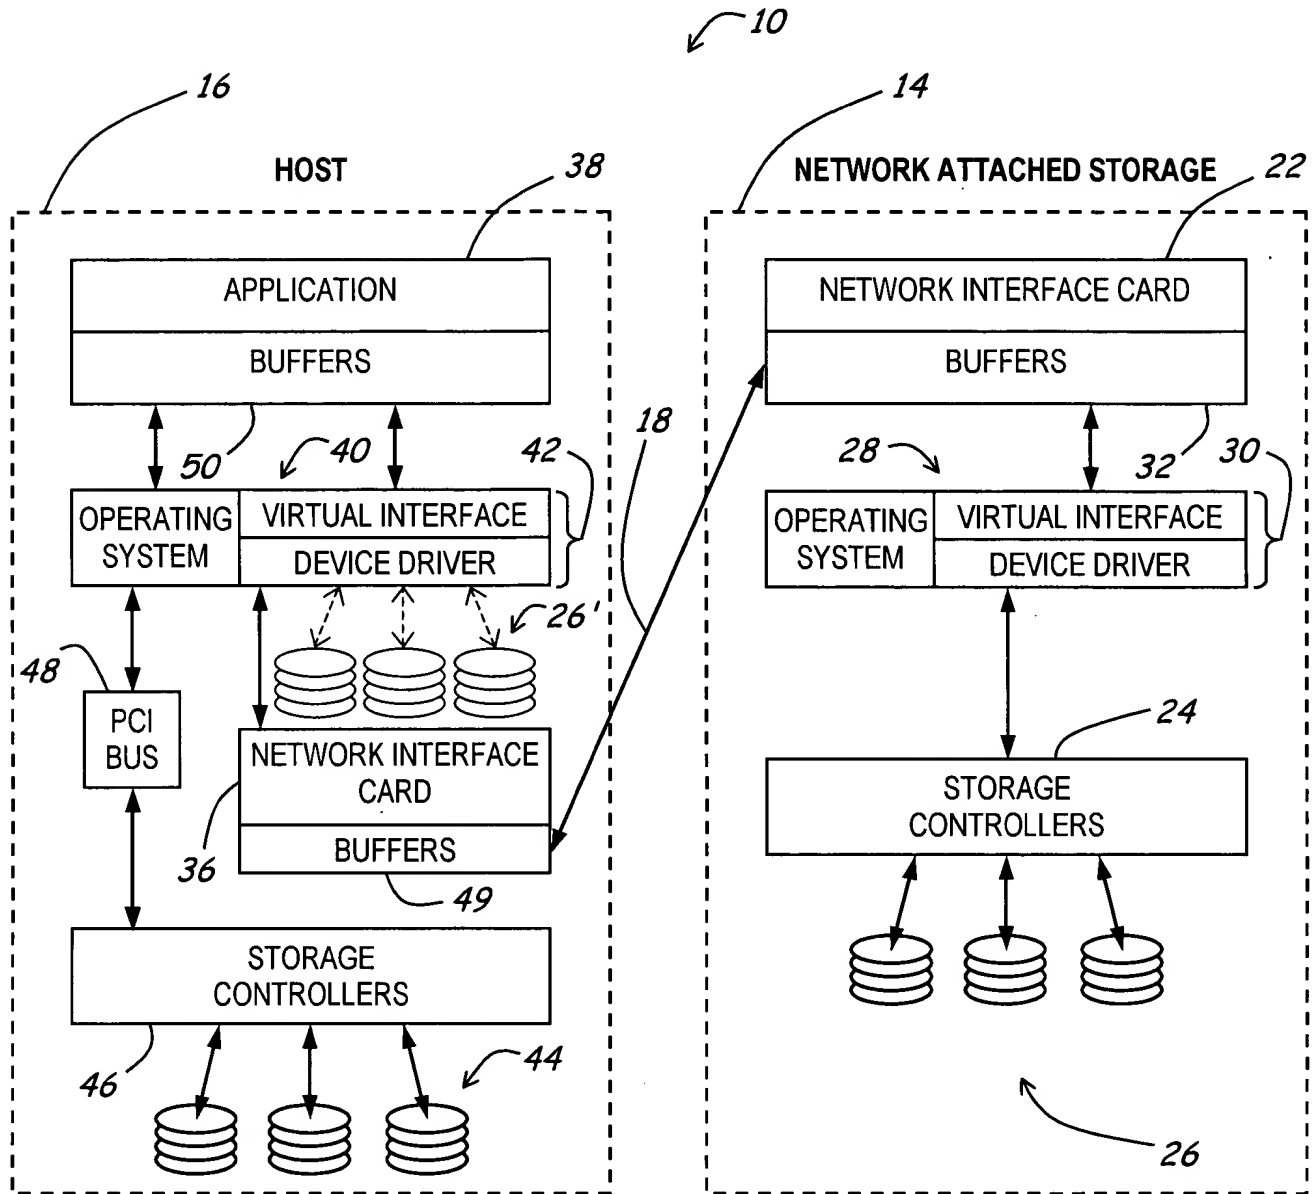 10
16
14
HOST
38
NETWORK ATTACHED STORAGE
22
APPLICATION
BUFFERS
NETWORK INTERFACE CARD
BUFFERS
18
50
40
42
28
32
30
OPERATING
SYSTEM
VIRTUAL INTERFACE
DEVICE DRIVER
OPERATING
SYSTEM
VIRTUAL INTERFACE
DEVICE DRIVER
26'
48
PCI
BUS
NETWORK INTERFACE
CARD
BUFFERS
36
49
24
STORAGE
CONTROLLERS
STORAGE
CONTROLLERS
46
44
26